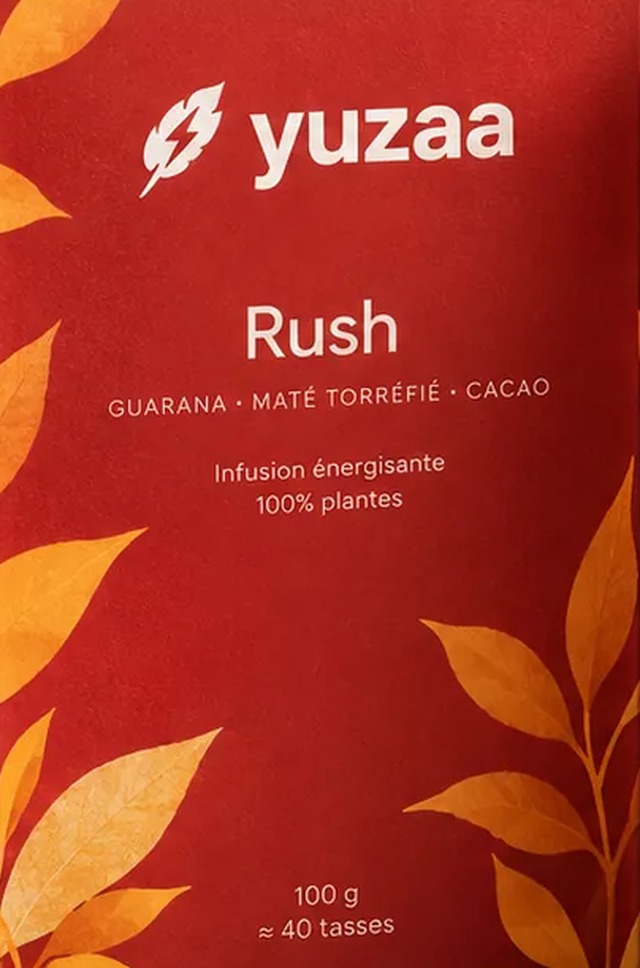 yuzaa
Rush
GUARANA • MATÉ TORRÉFIÉ • CACAO
Infusion énergisante
100% plantes
100 g
≈ 40 tasses